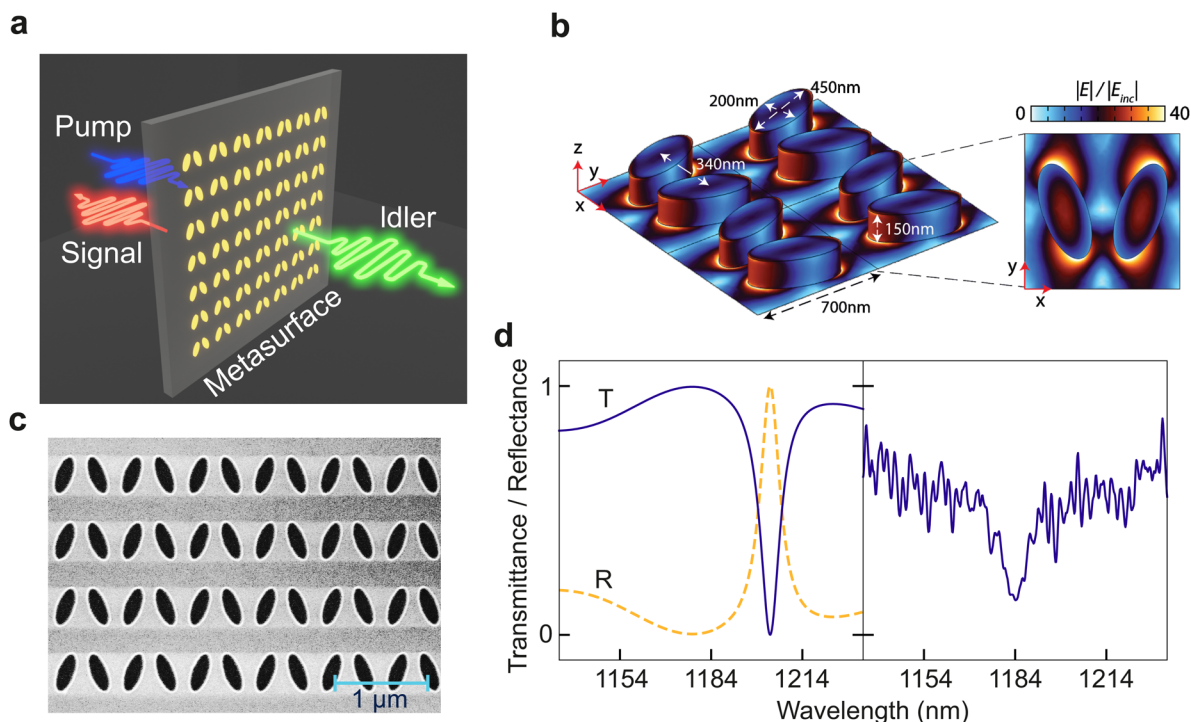 a
Pump
Signal
Idler
Metasurface
b
200nm
450nm
340nm
150nm
700nm
z
y
x
|E| / |E_inc|
0
40
y
x
c
1 μm
d
Transmittance / Reflectance
1
0
T
R
1154 1184 1214 1154 1184 1214
Wavelength (nm)